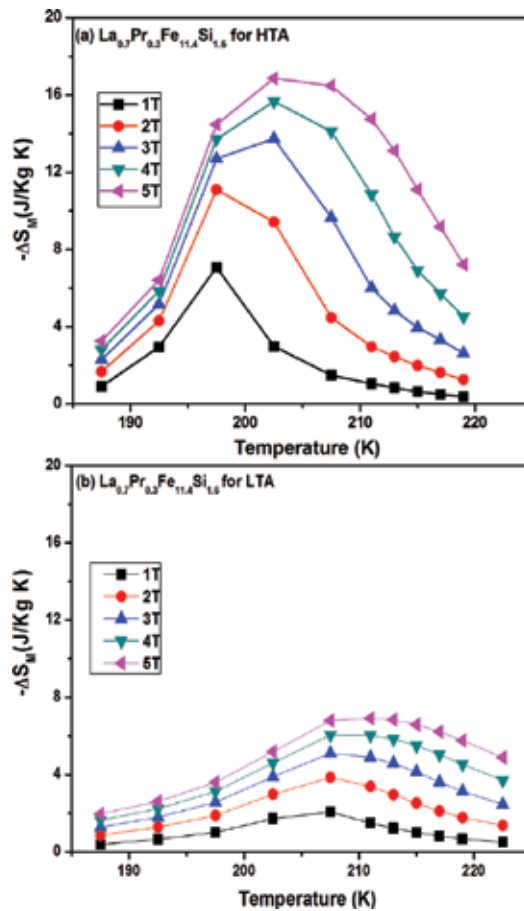 20
(a) La0.7Pr0.3Fe11.4Si1.6 for HTA
16
1T
2T
3T
4T
5T
12
8
4
0
-ΔSM(J/Kg K)
190 200 210 220
Temperature (K)
20
(b) La0.7Pr0.3Fe11.4Si1.6 for LTA
16
1T
2T
3T
4T
5T
12
8
4
0
-ΔSM(J/Kg K)
190 200 210 220
Temperature (K)